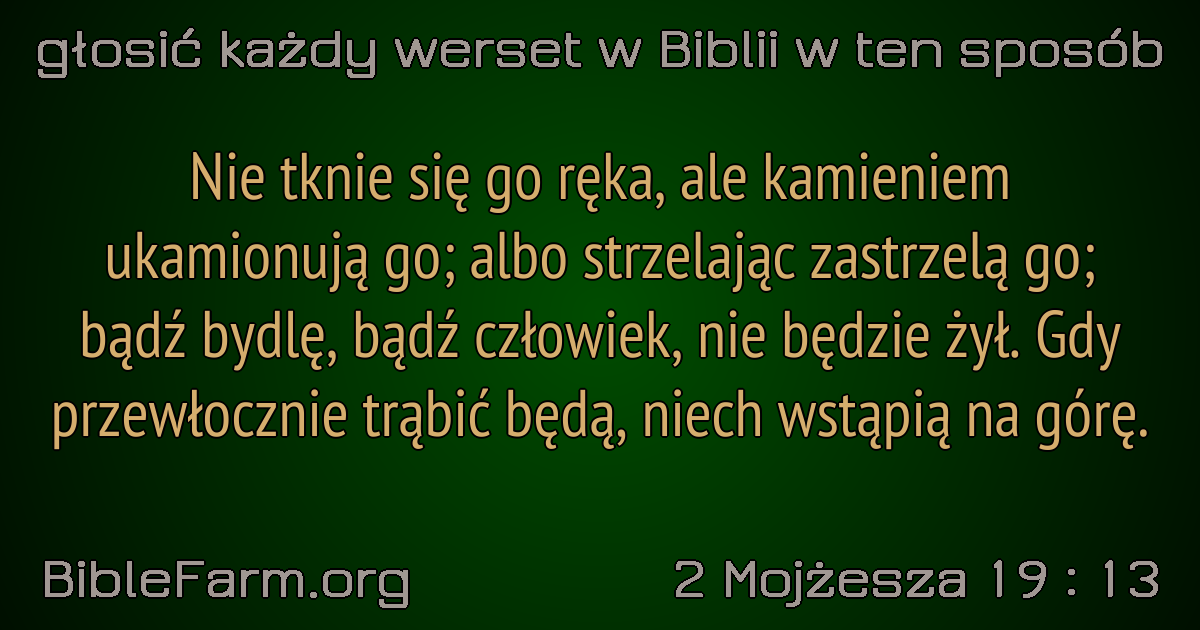 głosić każdy werset w Biblii w ten sposób
Nie tknie się go ręka, ale kamieniem
ukamionują go; albo strzelając zastrzelą go;
bądź bydlę, bądź człowiek, nie będzie żył. Gdy
przewłocznie trąbić będą, niech wstąpią na górę.
BibleFarm.org
2 Mojżesza 19 : 13